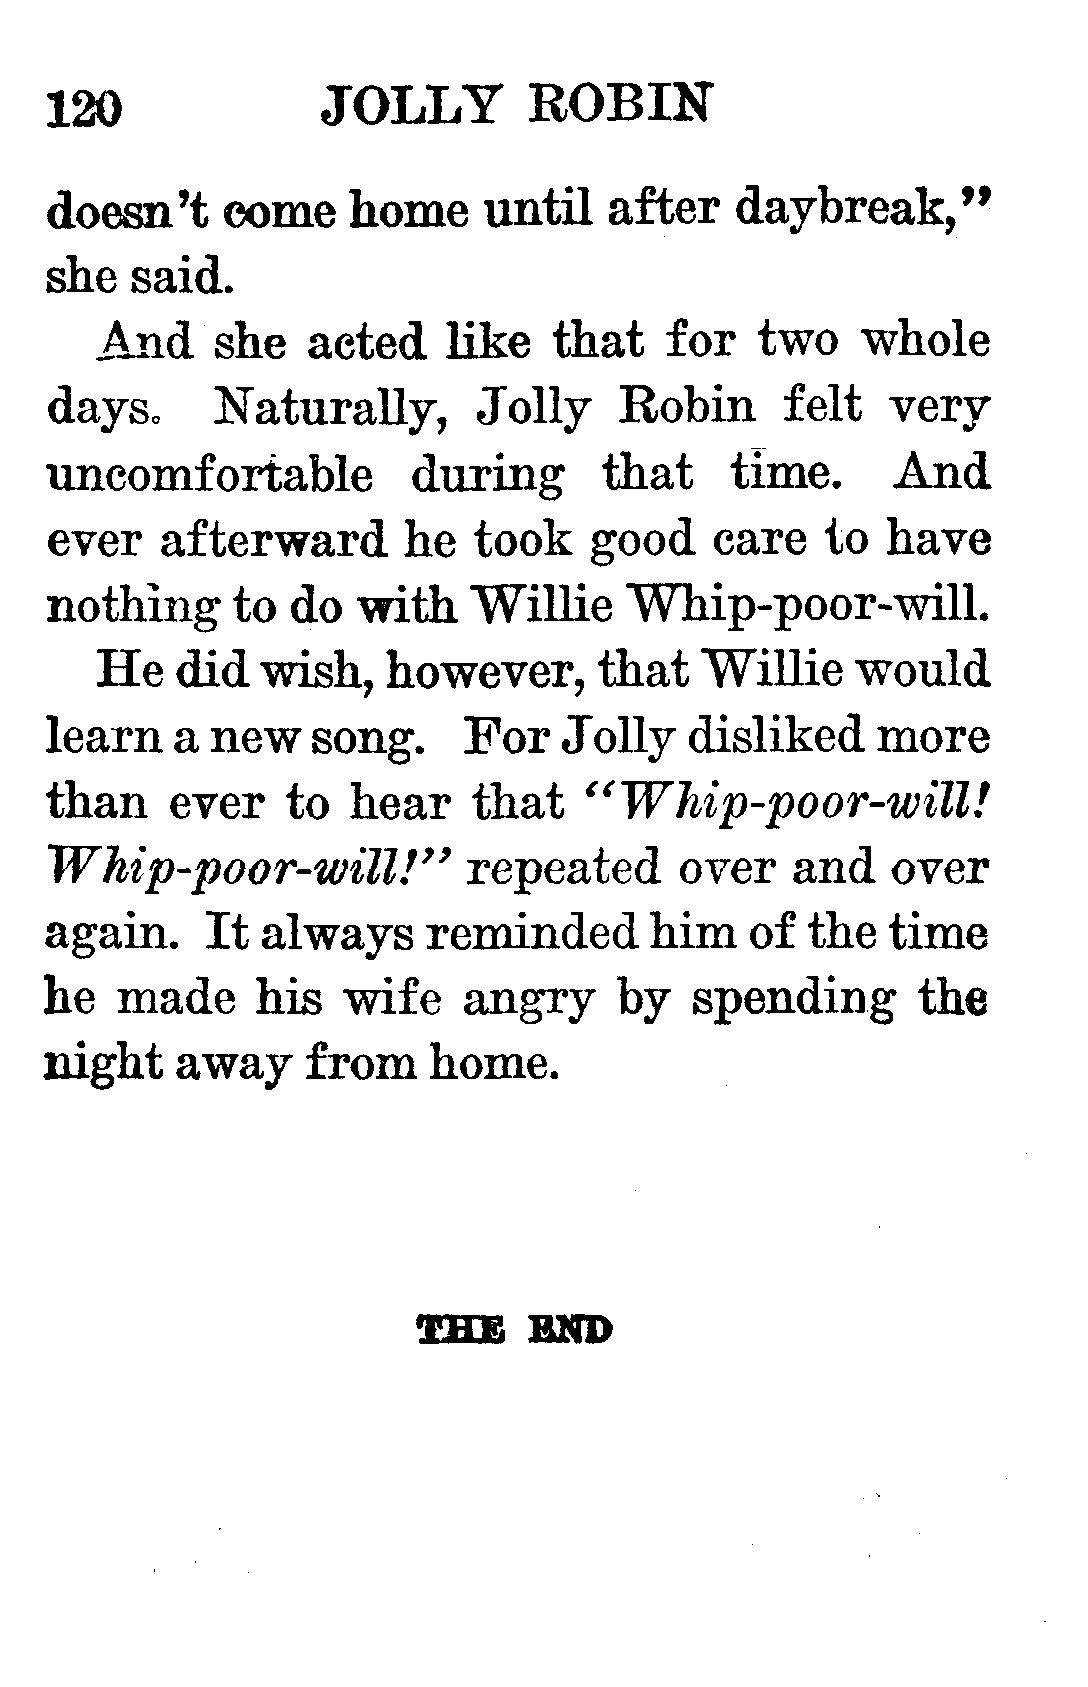 120 JOLLY ROBIN
doesn't come home until after daybreak,"
she said.
And she acted like that for two whole
days. Naturally, Jolly Robin felt very
uncomfortable during that time. And
ever afterward he took good care to have
nothing to do with Willie Whip-poor-will.
He did wish, however, that Willie would
learn a new song. For Jolly disliked more
than ever to hear that "Whip-poor-will!
Whip-poor-will!" repeated over and over
again. It always reminded him of the time
he made his wife angry by spending the
night away from home.
THE END